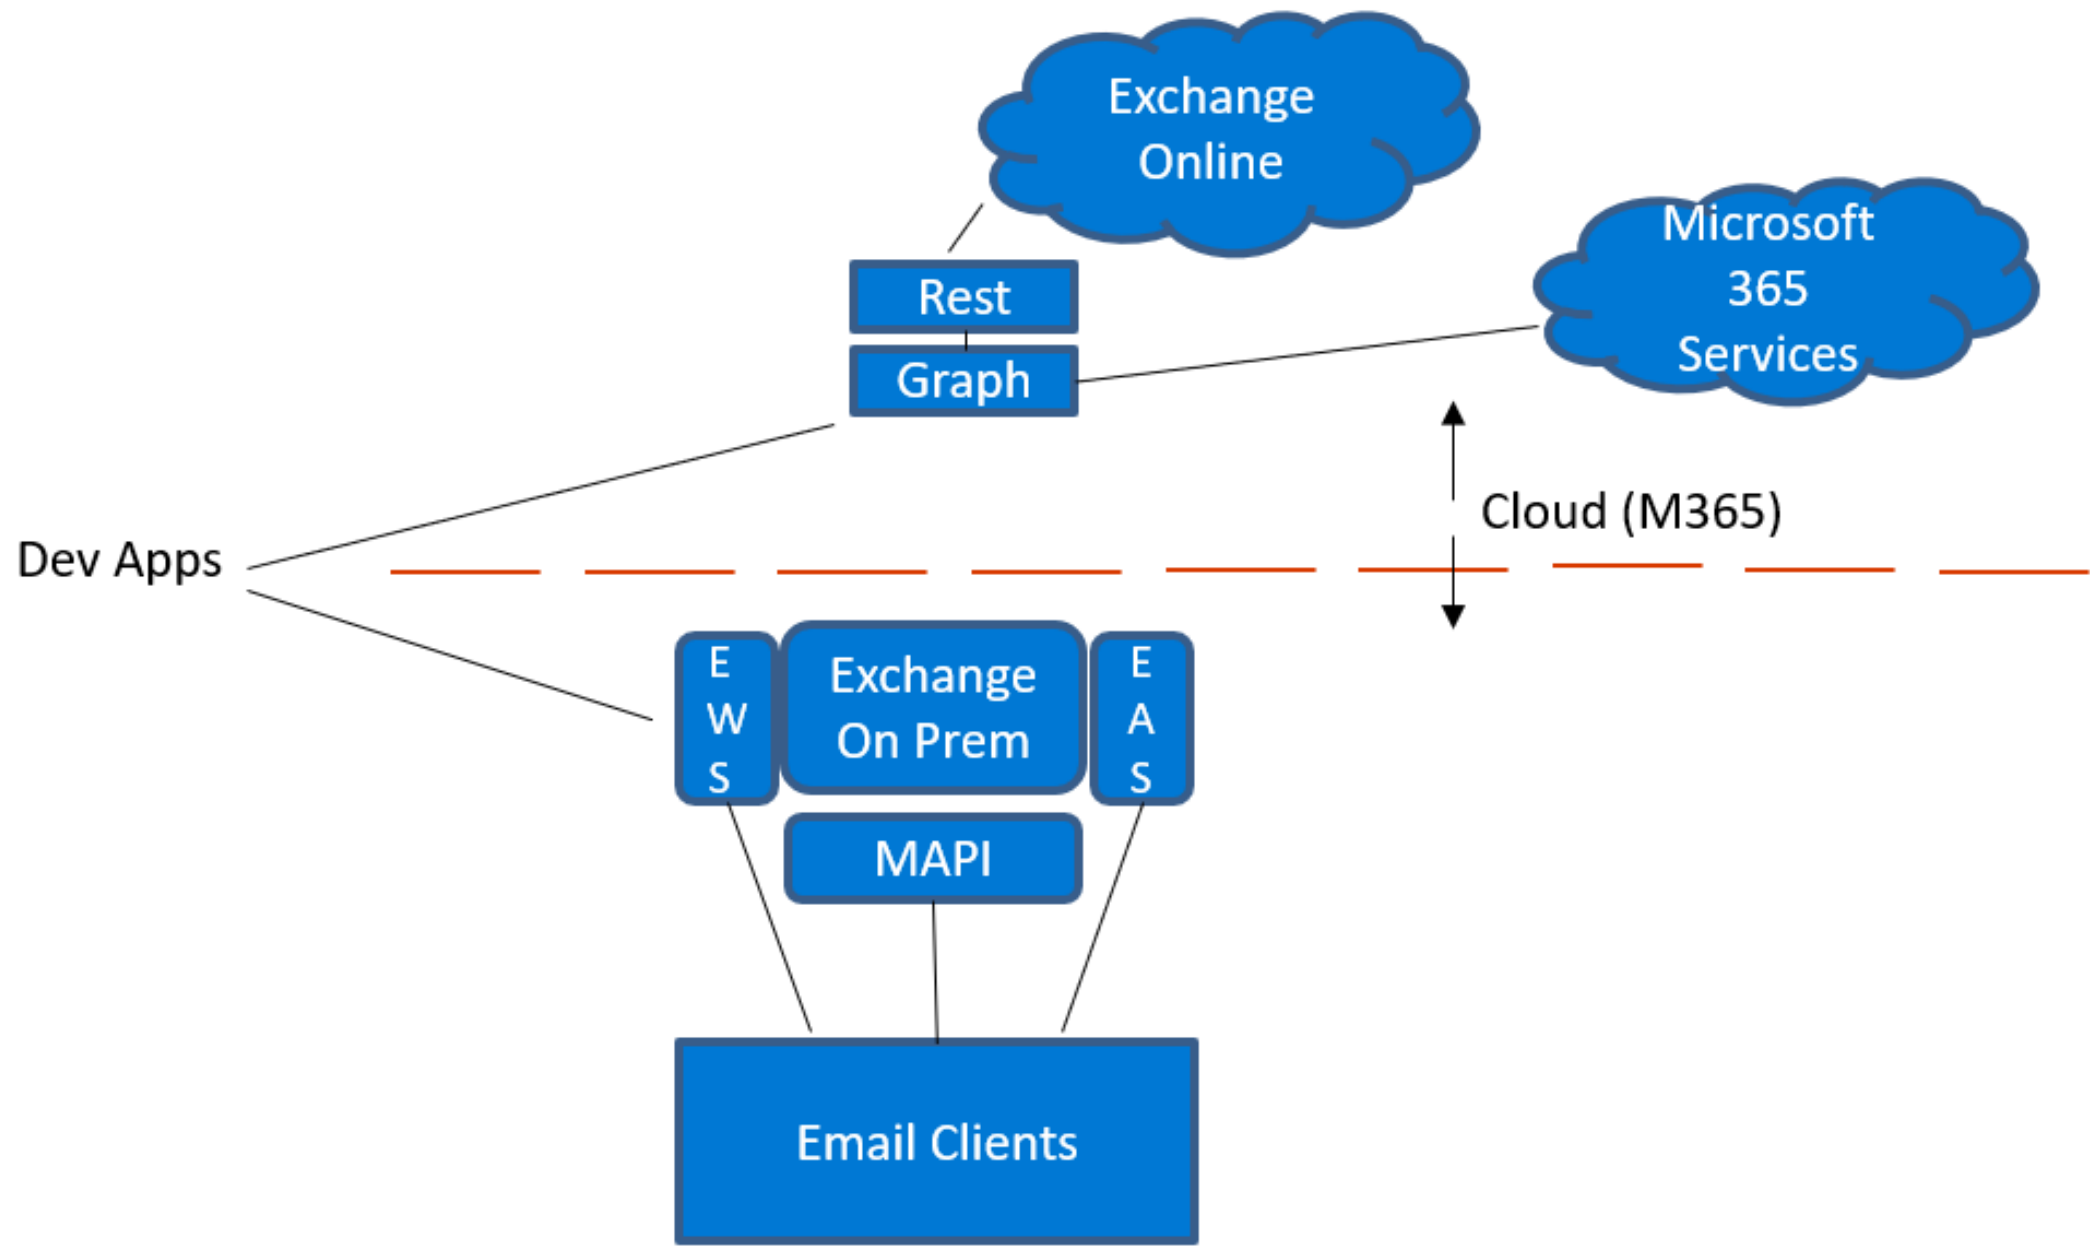 Exchange
Online
Microsoft
365
Services
Rest
Graph
Cloud (M365)
Dev Apps
E
W
S
Exchange
On Prem
E
A
S
MAPI
Email Clients